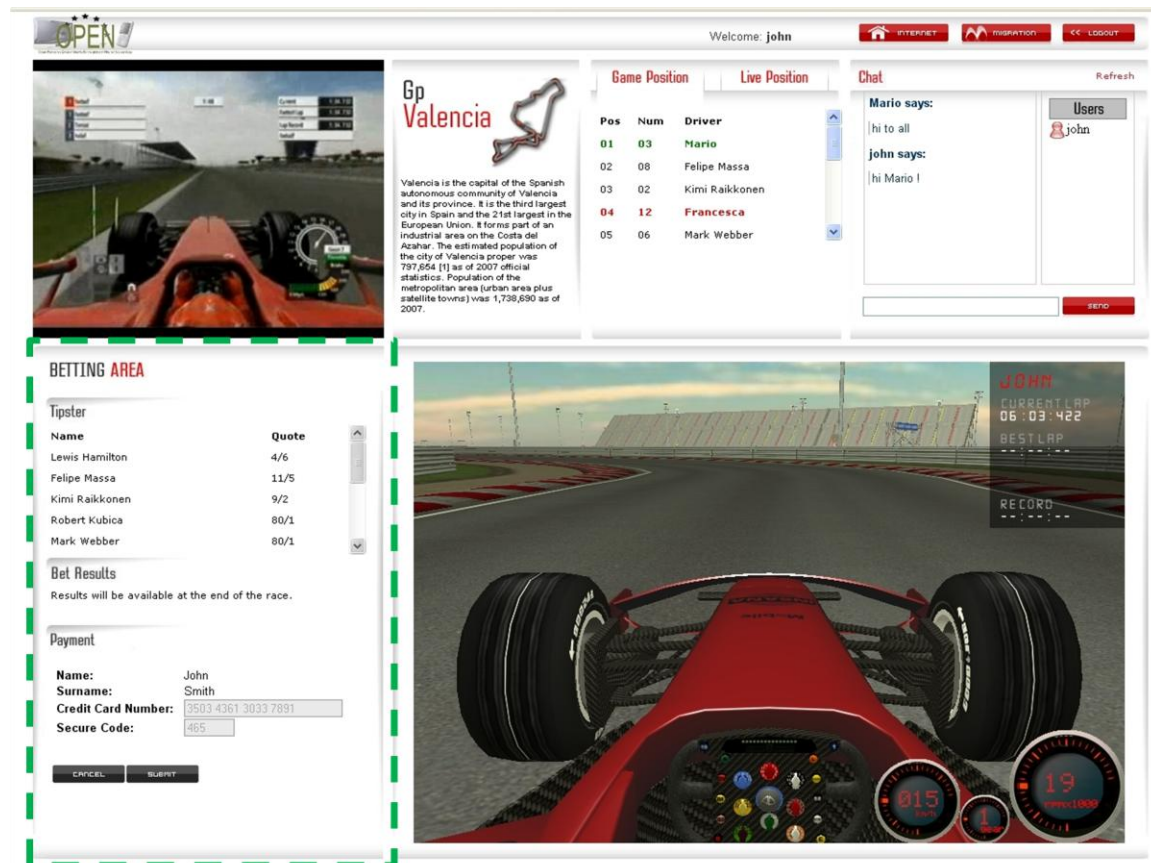 OPEN
Welcome: john
INTERNET
MIGRATION
<< LOGOUT
Gp
Valencia
Valencia is the capital of the Spanish
autonomous community of Valencia
and its province. It is the third largest
city in Spain and the 21st largest in the
European Union. It forms part of an
industrial area on the Costa del
Azahar. The estimated population of
the city of Valencia proper was
797,654 [1] as of 2007 official
statistics. Population of the
metropolitan area (urban area plus
satellite towns) was 1,738,690 as of
2007.
Game Position Live Position
Pos Num Driver
01 03 Mario
02 08 Felipe Massa
03 02 Kimi Raikkonen
04 12 Francesca
05 06 Mark Webber
Chat Refresh
Mario says:
hi to all
john says:
hi Mario !
Users
john
SEND
BETTING AREA
Tipster
Name Quote
Lewis Hamilton 4/6
Felipe Massa 11/5
Kimi Raikkonen 9/2
Robert Kubica 80/1
Mark Webber 80/1
Bet Results
Results will be available at the end of the race.
Payment
Name: John
Surname: Smith
Credit Card Number: 3503 4361 3033 7891
Secure Code: 465
CANCEL SUBMIT
JOHN
CURRENT LAP
06:03:422
BEST LAP
--:--:--
RECORD
--:--:--
015
km/h
1
Gear
19
rpmx1000